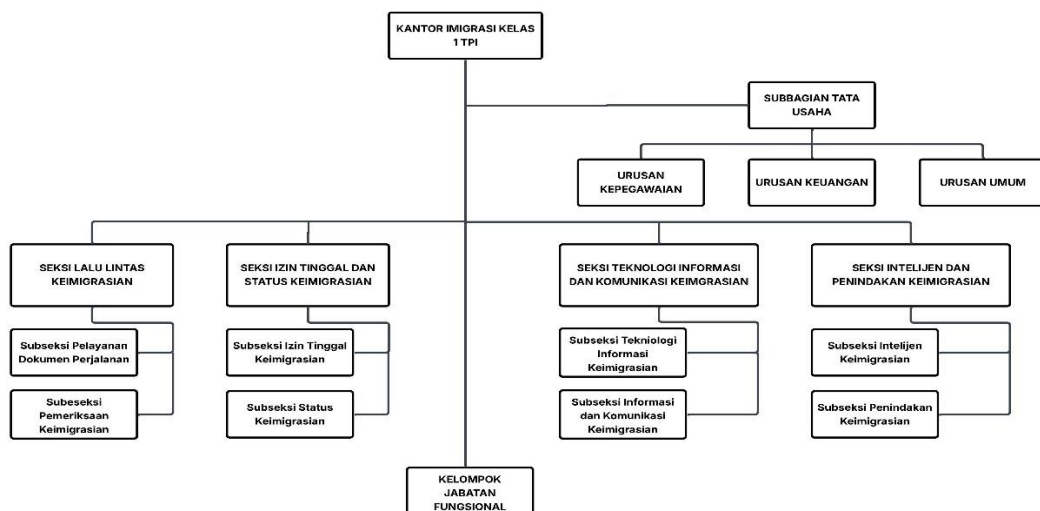 KANTOR IMIGRASI KELAS
1 TPI
SUBBAGIAN TATA
USAHA
URUSAN
KEPEGAWAIAN
URUSAN KEUANGAN
URUSAN UMUM
SEKSI LALU LINTAS
KEIMIGRASIAN
SEKSI IZIN TINGGAL DAN
STATUS KEIMIGRASIAN
SEKSI TEKNOLOGI INFORMASI
DAN KOMUNIKASI KEIMGRASIAN
SEKSI INTELIJEN DAN
PENINDAKAN KEIMIGRASIAN
Subseksi Pelayanan
Dokumen Perjalanan
Subseksi Izin Tinggal
Keimigrasian
Subseksi Tekniologi
Informasi
Keimigrasian
Subseksi Intelijen
Keimigrasian
Subeseksi
Pemeriksaan
Keimigrasian
Subseksi Status
Keimigrasian
Subseksi Informasi
dan Komunikasi
Keimigrasian
Subseksi Penindakan
Keimigrasian
KELOMPOK
JABATAN
FUNGSIONAL